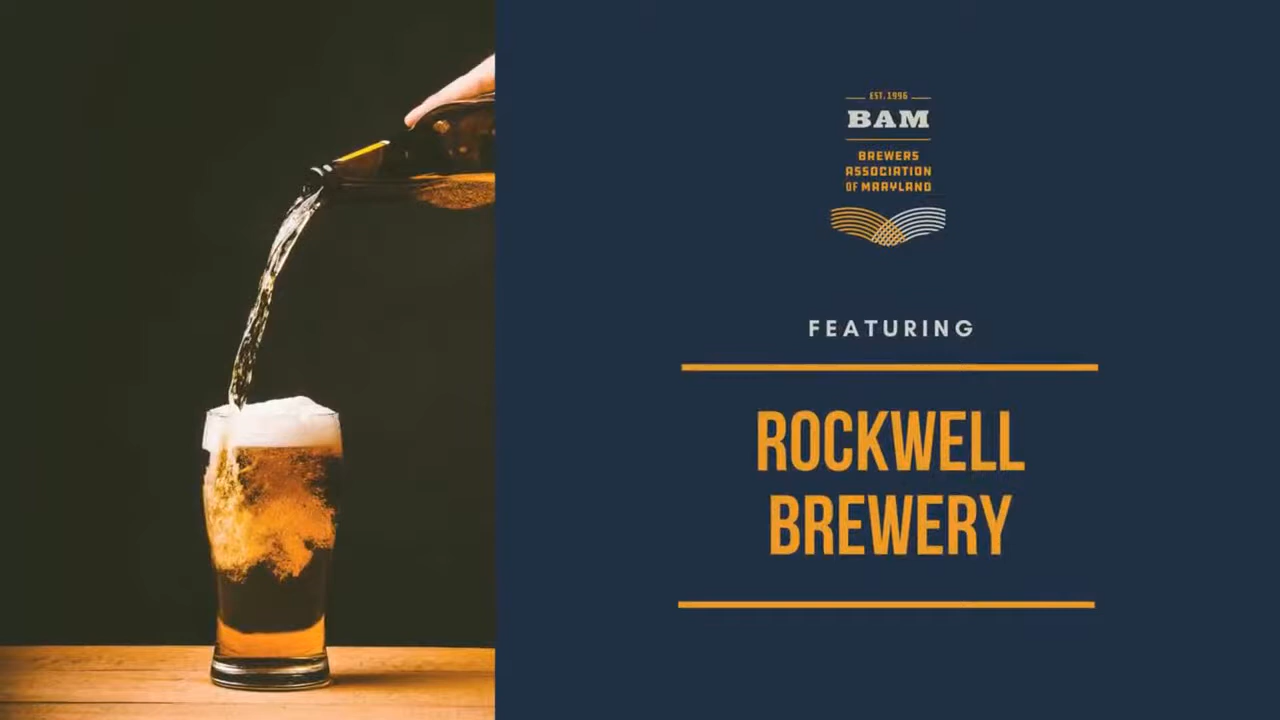 EST. 1996
BAM
BREWERS
ASSOCIATION
OF MARYLAND
FEATURING
ROCKWELL
BREWERY